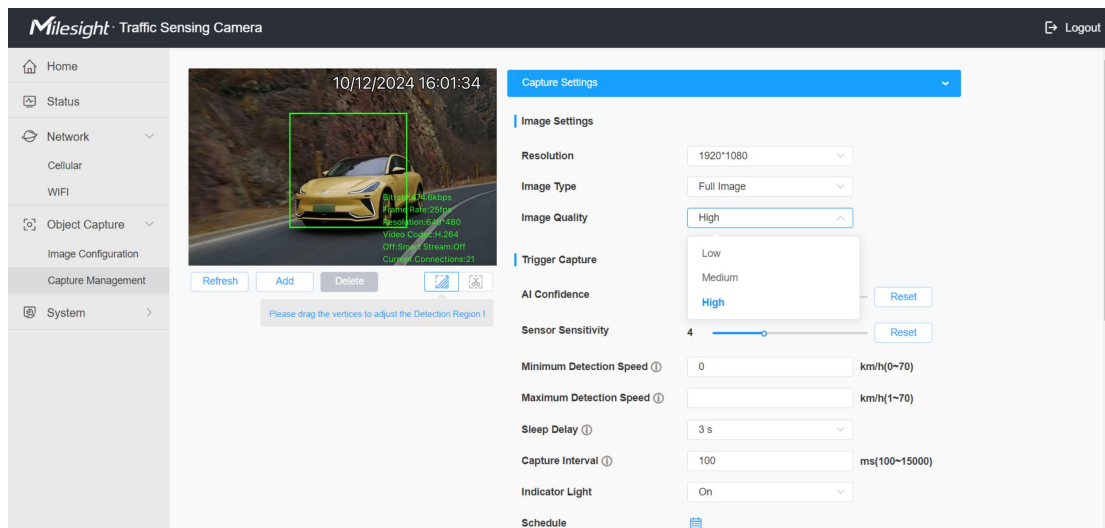 Milesight · Traffic Sensing Camera
Logout
Home
Status
Network
Cellular
WIFI
Object Capture
Image Configuration
Capture Management
System
10/12/2024 16:01:34
Frame Rate:25fps
Resolution:640*480
Video Codec:H.264
Off:Smart Stream:Off
Current Connections:21
Refresh
Add
Delete
Please drag the vertices to adjust the Detection Region !
Capture Settings
Image Settings
Resolution 1920*1080
Image Type Full Image
Image Quality High
Low
Medium
High
Trigger Capture
AI Confidence Reset
Sensor Sensitivity 4 Reset
Minimum Detection Speed 0 km/h(0~70)
Maximum Detection Speed km/h(1~70)
Sleep Delay 3 s
Capture Interval 100 ms(100~15000)
Indicator Light On
Schedule